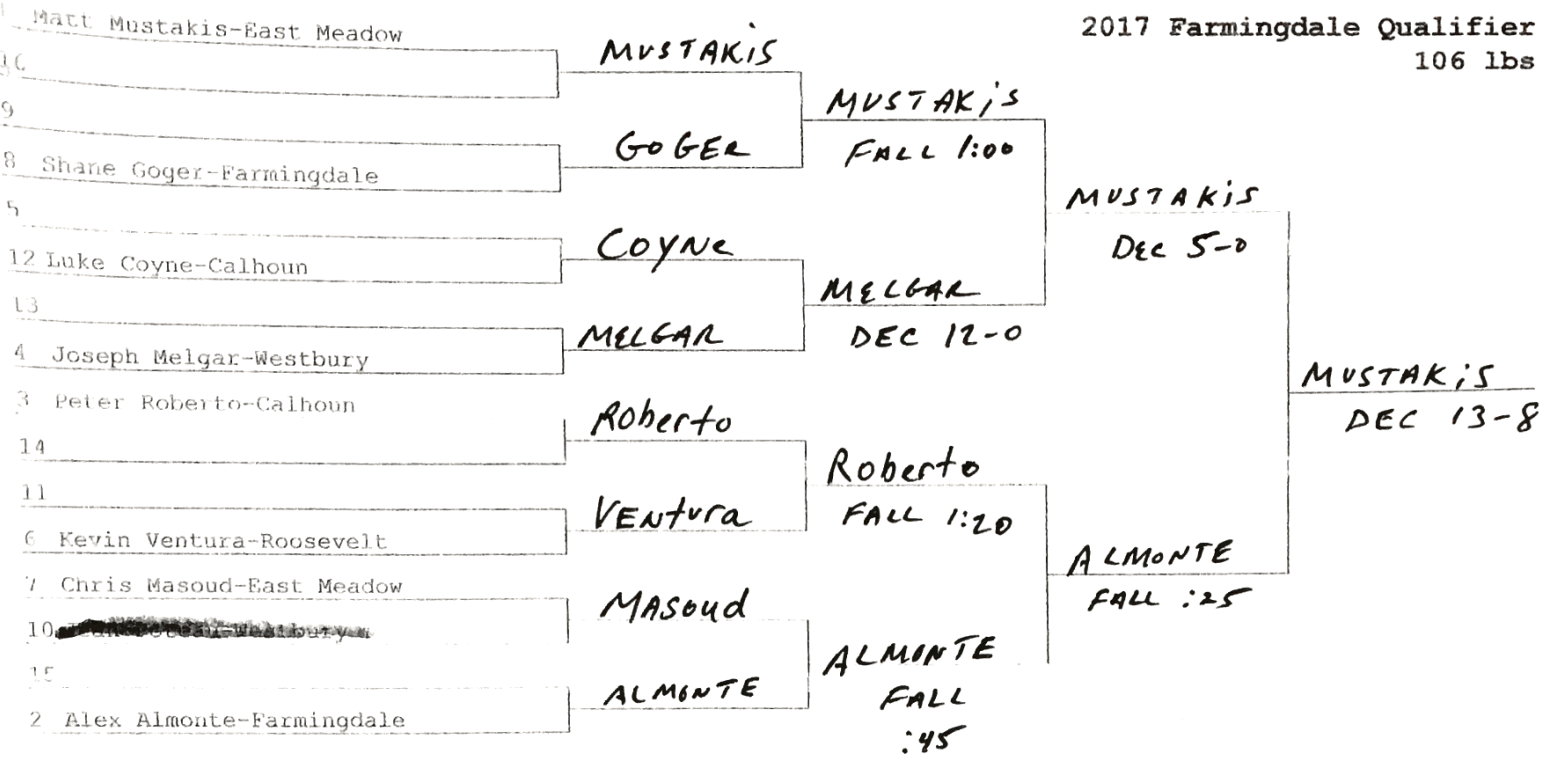 2017 Farmingdale Qualifier
106 lbs
1 Matt Mustakis-East Meadow
16
9
8 Shane Goger-Farmingdale
5
12 Luke Coyne-Calhoun
13
4 Joseph Melgar-Westbury
3 Peter Roberto-Calhoun
14
11
6 Kevin Ventura-Roosevelt
7 Chris Masoud-East Meadow
10
15
2 Alex Almonte-Farmingdale
MUSTAKiS
GOGER
COYNe
MELGAR
Roberto
VENtura
MASoud
ALMONTE
MUSTAKiS
FALL 1:00
MELGAR
DEC 12-0
Roberto
FALL 1:20
ALMONTE
FALL
:45
MUSTAKiS
DEC 5-0
ALMONTE
FALL :25
MUSTAKiS
DEC 13-8